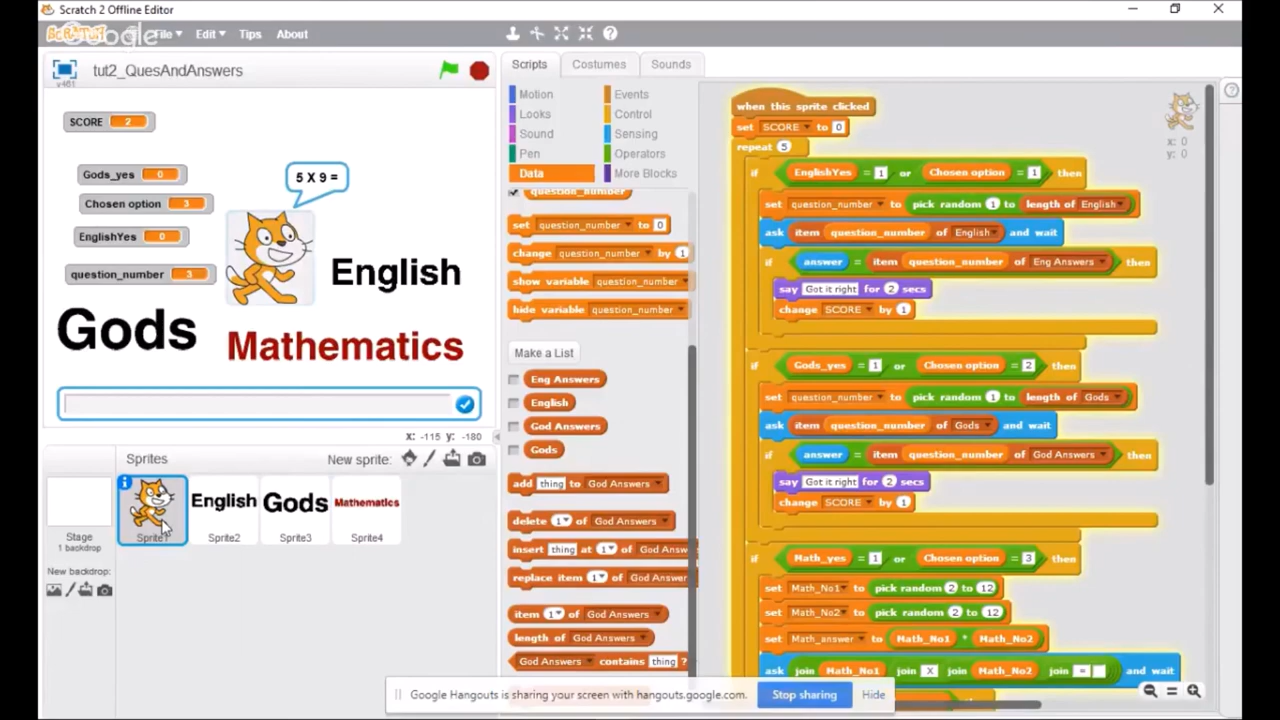 Scratch 2 Offline Editor
SCRATCH Google File Edit Tips About
v461 tut2_QuesAndAnswers
SCORE 2
Gods_yes 0
Chosen option 3
EnglishYes 0
question_number 3
5 X 9 =
English
Gods
Mathematics
x: -115 y: -180
Sprites New sprite:
Stage
1 backdrop
New backdrop:
Sprite1
English
Sprite2
Gods
Sprite3
Mathematics
Sprite4
Scripts Costumes Sounds
Motion Events
Looks Control
Sound Sensing
Pen Operators
Data More Blocks
question_number
set question_number to 0
change question_number by 1
show variable question_number
hide variable question_number
Make a List
Eng Answers
English
God Answers
Gods
add thing to God Answers
delete 1 of God Answers
insert thing at 1 of God Answ
replace item 1 of God Answer
item 1 of God Answers
length of God Answers
God Answers contains thing ?
when this sprite clicked
set SCORE to 0
repeat 5
if EnglishYes = 1 or Chosen option = 1 then
set question_number to pick random 1 to length of English
ask item question_number of English and wait
if answer = item question_number of Eng Answers then
say Got it right for 2 secs
change SCORE by 1
if Gods_yes = 1 or Chosen option = 2 then
set question_number to pick random 1 to length of Gods
ask item question_number of Gods and wait
if answer = item question_number of God Answers then
say Got it right for 2 secs
change SCORE by 1
if Math_yes = 1 or Chosen option = 3 then
set Math_No1 to pick random 2 to 12
set Math_No2 to pick random 2 to 12
set Math_answer to Math_No1 * Math_No2
ask join Math_No1 join X join Math_No2 join = and wait
x: 0
y: 0
Google Hangouts is sharing your screen with hangouts.google.com. Stop sharing Hide